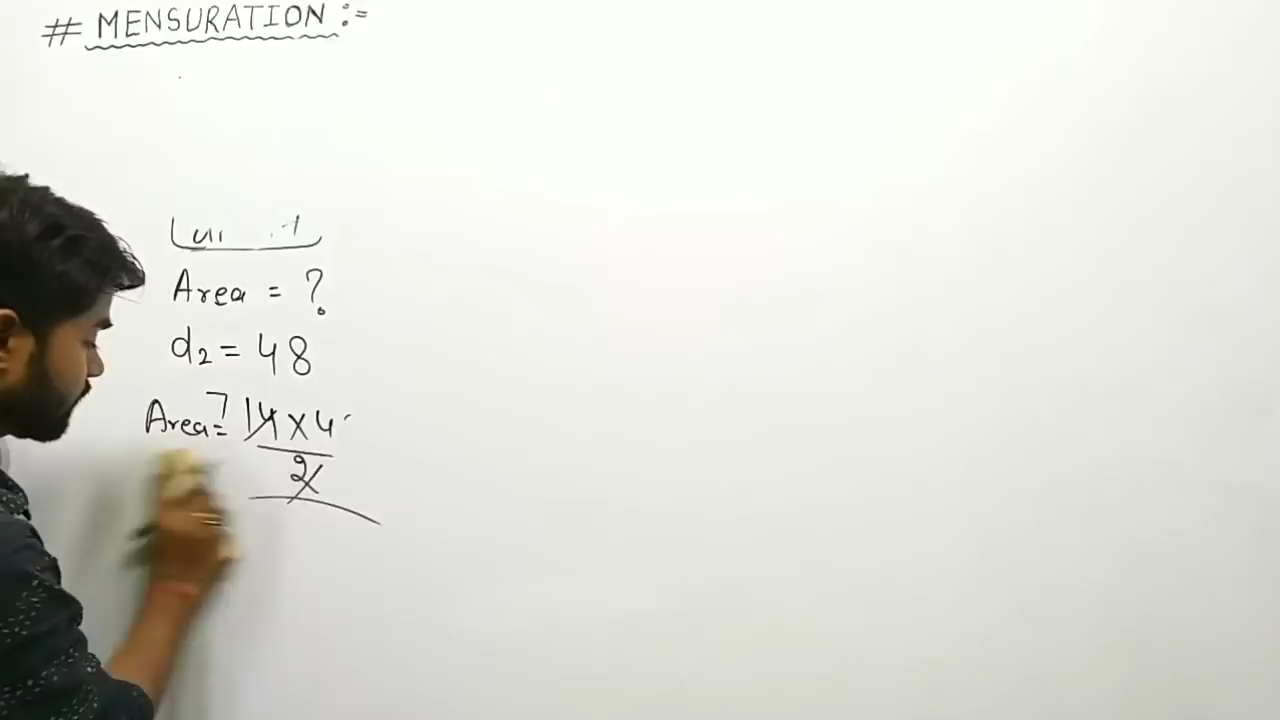 # MENSURATION :=
Area = ?
d₂ = 48
7
Area = 14 x 4
2